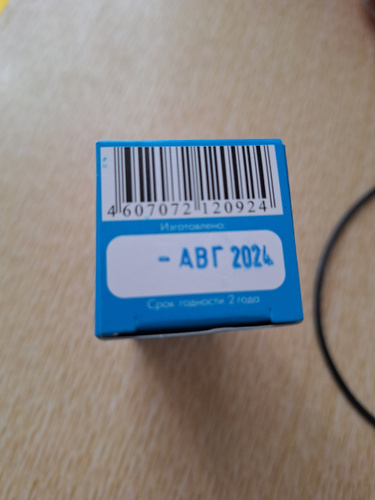 4 607072 120924
Изготовлено:
- АВГ 2024
Срок годности 2 года